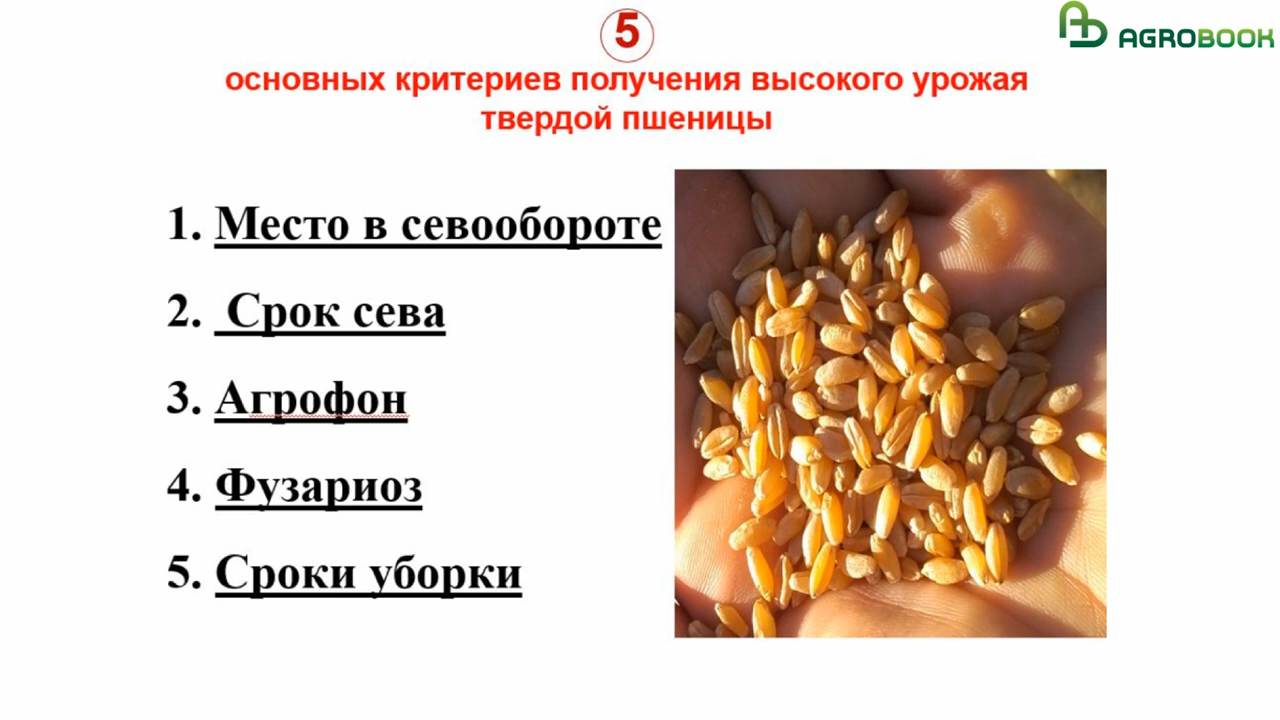 5
AGROBOOK
основных критериев получения высокого урожая
твердой пшеницы
1. Место в севообороте
2. Срок сева
3. Агрофон
4. Фузариоз
5. Сроки уборки